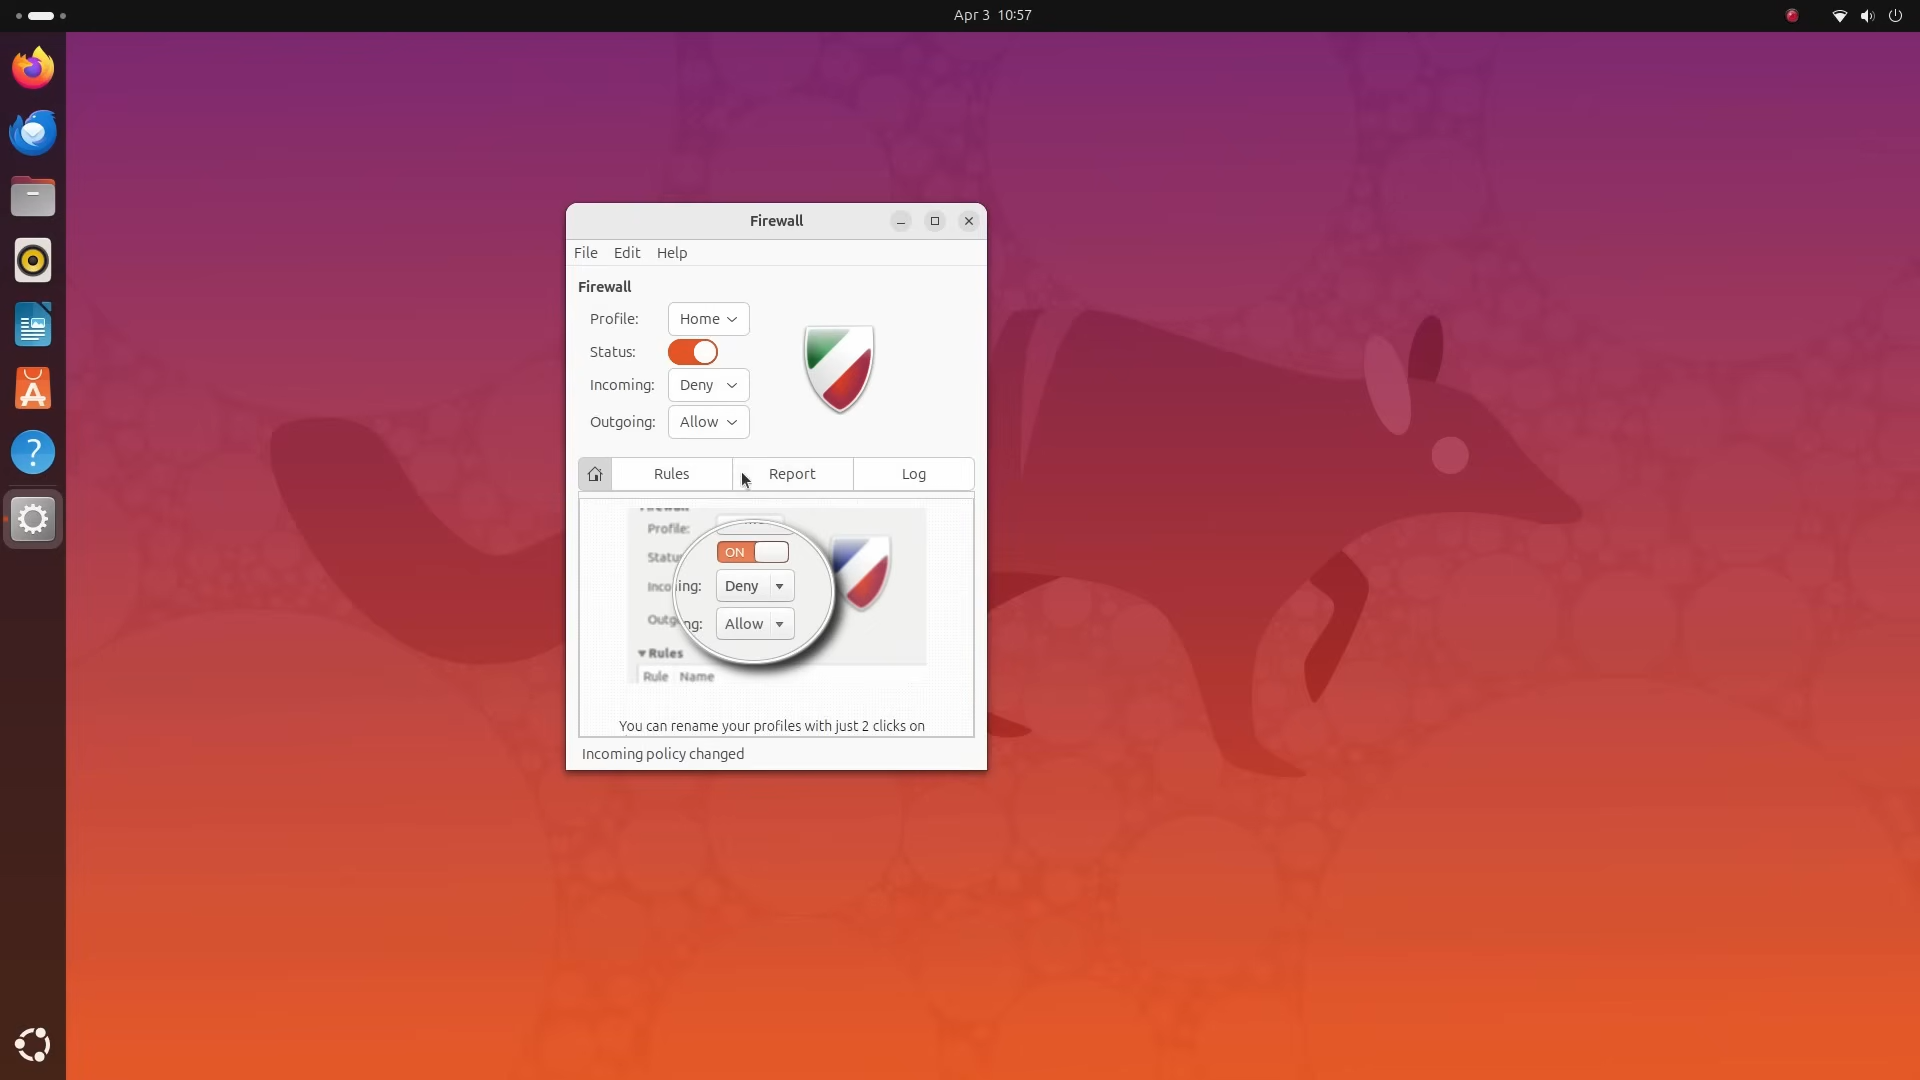 Apr 3 10:57
Firewall
File Edit Help
Firewall
Profile: Home
Status:
Incoming: Deny
Outgoing: Allow
Rules Report Log
Profile:
ON
Deny
Allow
Rules
Rule Name
You can rename your profiles with just 2 clicks on
Incoming policy changed